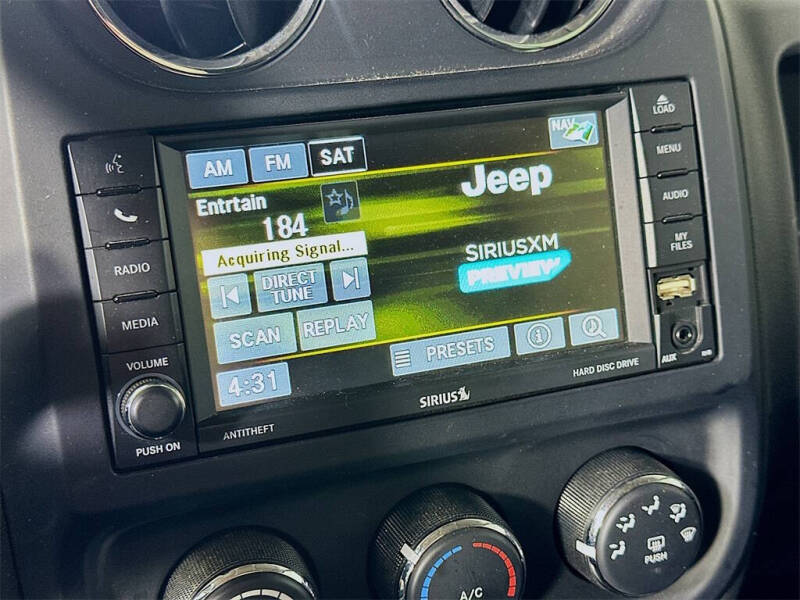 LOAD
MENU
AUDIO
MY
FILES
RADIO
MEDIA
VOLUME
PUSH ON
AM
FM
SAT
NAV
Entrtain
184
Acquiring Signal...
DIRECT
TUNE
SCAN
REPLAY
PRESETS
4:31
Jeep
SIRIUSXM
PREVIEW
AUX
ANTITHEFT
SIRIUS
HARD DISC DRIVE
A/C
PUSH